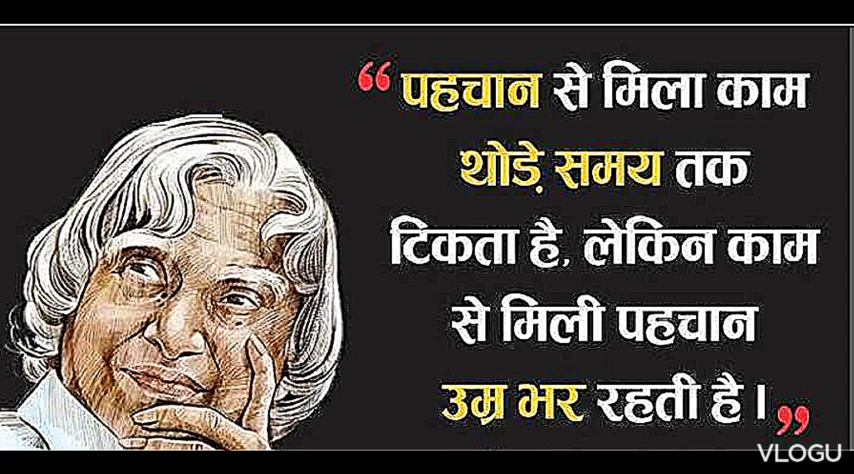 “पहचान से मिला काम
थोड़े समय तक
टिकता है, लेकिन काम
से मिली पहचान
उम्र भर रहती है।”
VLOGU